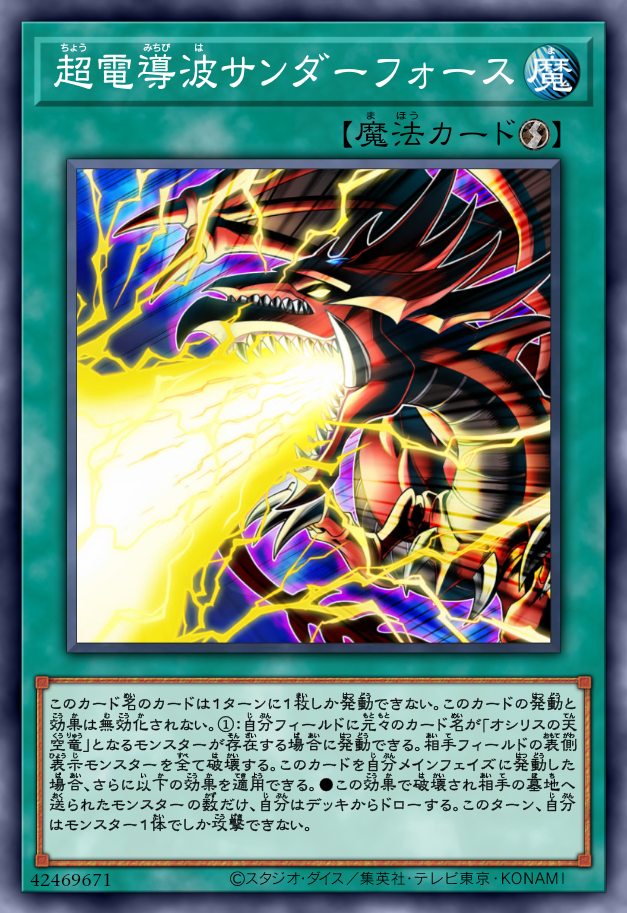 超電導波サンダーフォース
魔
【魔法カード】
このカード名のカードは1ターンに1枚しか発動できない。このカードの発動と
効果は無効化されない。①:自分フィールドに元々のカード名が「オシリスの天
空竜」となるモンスターが存在する場合に発動できる。相手フィールドの表側
表示モンスターを全て破壊する。このカードを自分メインフェイズに発動した
場合、さらに以下の効果を適用できる。●この効果で破壊され相手の墓地へ
送られたモンスターの数だけ、自分はデッキからドローする。このターン、自分
はモンスター1体でしか攻撃できない。
42469671
©スタジオ・ダイス/集英社・テレビ東京・KONAMI